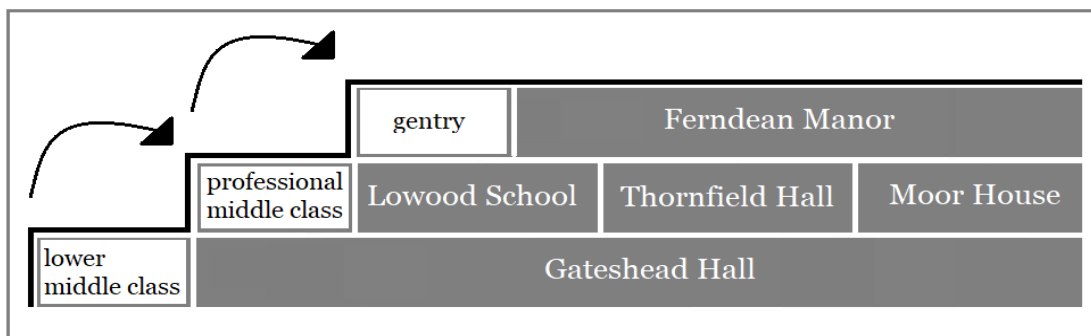 gentry
Ferndean Manor
professional
middle class
Lowood School
Thornfield Hall
Moor House
lower
middle class
Gateshead Hall